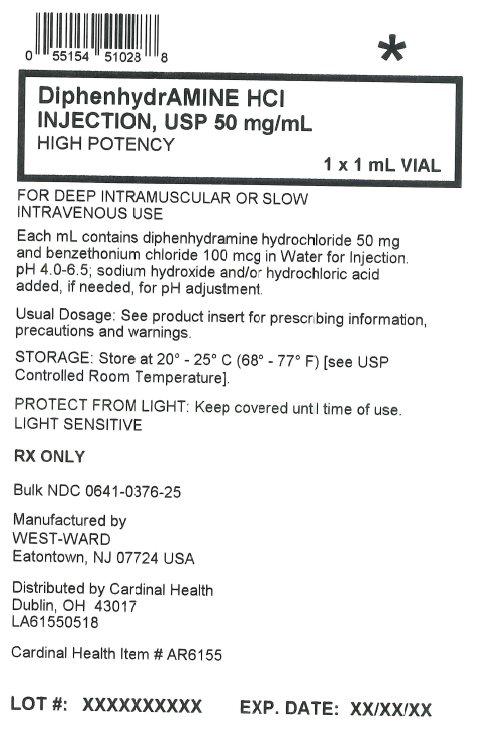 0 55154 51028 8
*
DiphenhydrAMINE HCl
INJECTION, USP 50 mg/mL
HIGH POTENCY
1 x 1 mL VIAL
FOR DEEP INTRAMUSCULAR OR SLOW
INTRAVENOUS USE
Each mL contains diphenhydramine hydrochloride 50 mg
and benzethonium chloride 100 mcg in Water for Injection.
pH 4.0-6.5; sodium hydroxide and/or hydrochloric acid
added, if needed, for pH adjustment.
Usual Dosage: See product insert for prescribing information,
precautions and warnings.
STORAGE: Store at 20° - 25° C (68° - 77° F) [see USP
Controlled Room Temperature].
PROTECT FROM LIGHT: Keep covered until time of use.
LIGHT SENSITIVE
RX ONLY
Bulk NDC 0641-0376-25
Manufactured by
WEST-WARD
Eatontown, NJ 07724 USA
Distributed by Cardinal Health
Dublin, OH 43017
LA61550518
Cardinal Health Item # AR6155
LOT #: XXXXXXXXXX EXP. DATE: XX/XX/XX